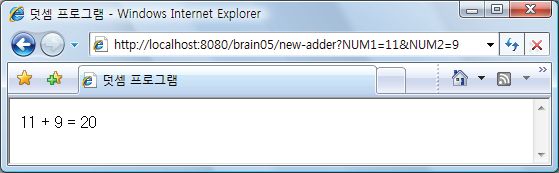 덧셈 프로그램 - Windows Internet Explorer
http://localhost:8080/brain05/new-adder?NUM1=11&NUM2=9
덧셈 프로그램
11 + 9 = 20